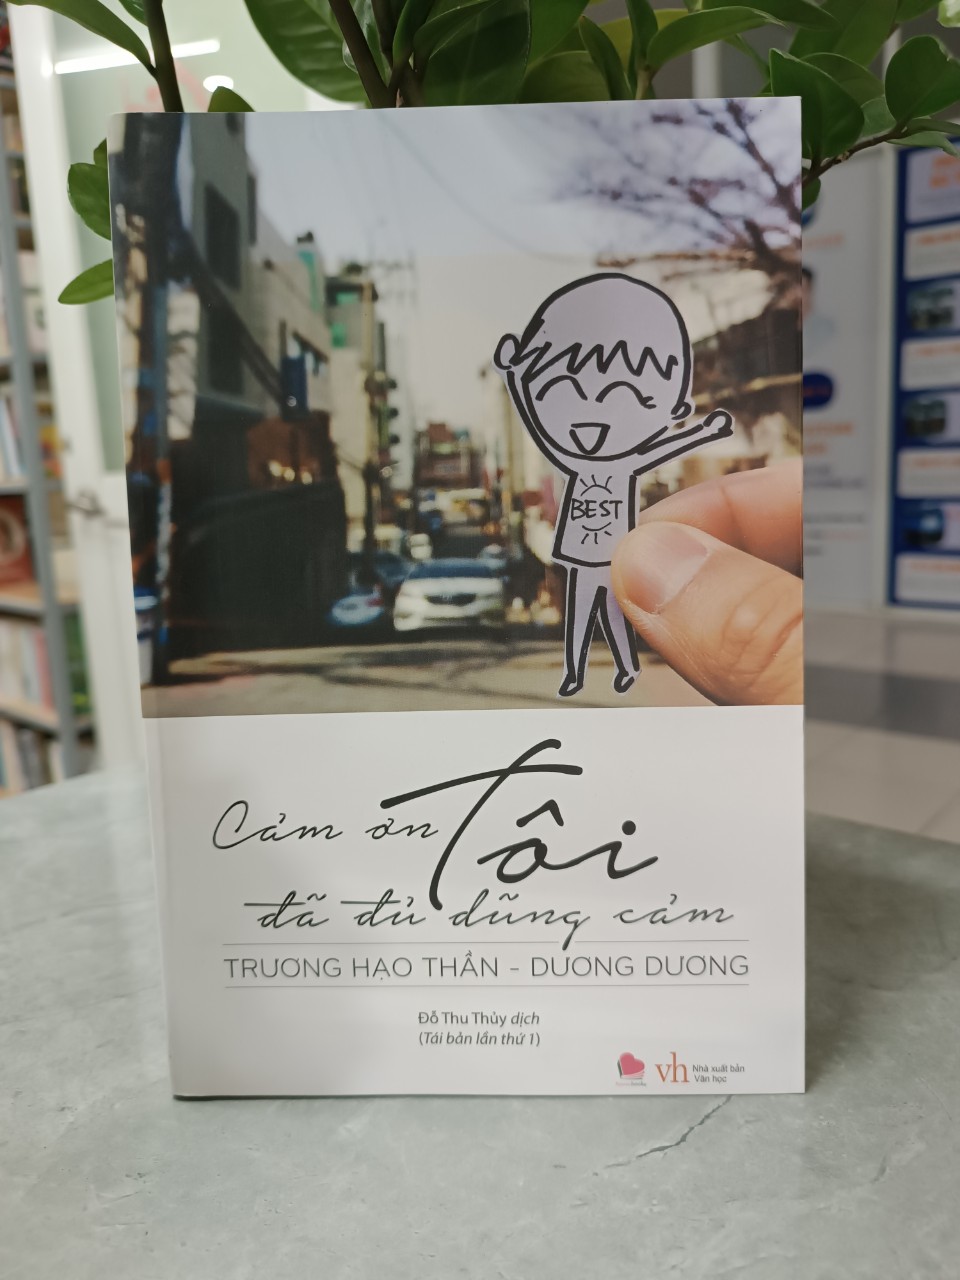 BEST
Cảm ơn Tôi
đã đủ dũng cảm
TRƯƠNG HẠO THẦN - DƯƠNG DƯƠNG
Đỗ Thu Thủy dịch
(Tái bản lần thứ 1)
vh Nhà xuất bản
Văn học